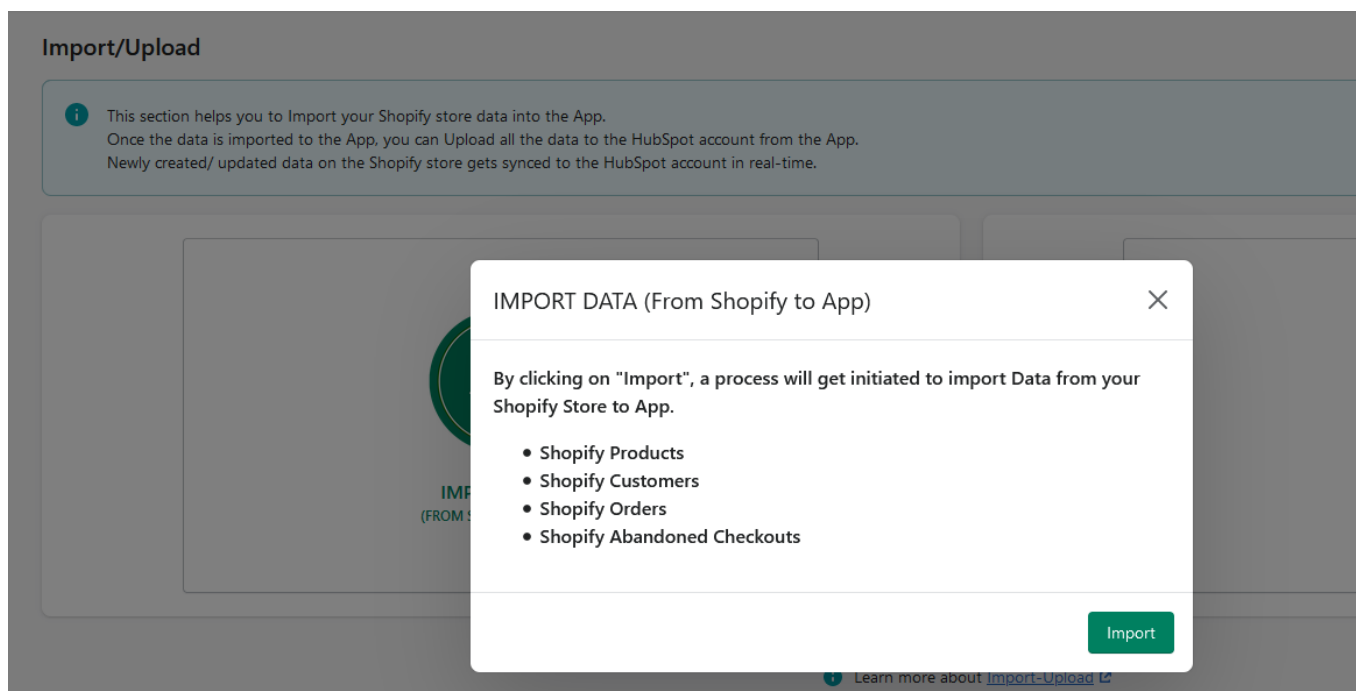 Import/Upload
This section helps you to Import your Shopify store data into the App.
Once the data is imported to the App, you can Upload all the data to the HubSpot account from the App.
Newly created/ updated data on the Shopify store gets synced to the HubSpot account in real-time.
IMPORT DATA (From Shopify to App)
By clicking on "Import", a process will get initiated to import Data from your
Shopify Store to App.
• Shopify Products
• Shopify Customers
• Shopify Orders
• Shopify Abandoned Checkouts
(FROM
Import
Learn more about Import-Upload